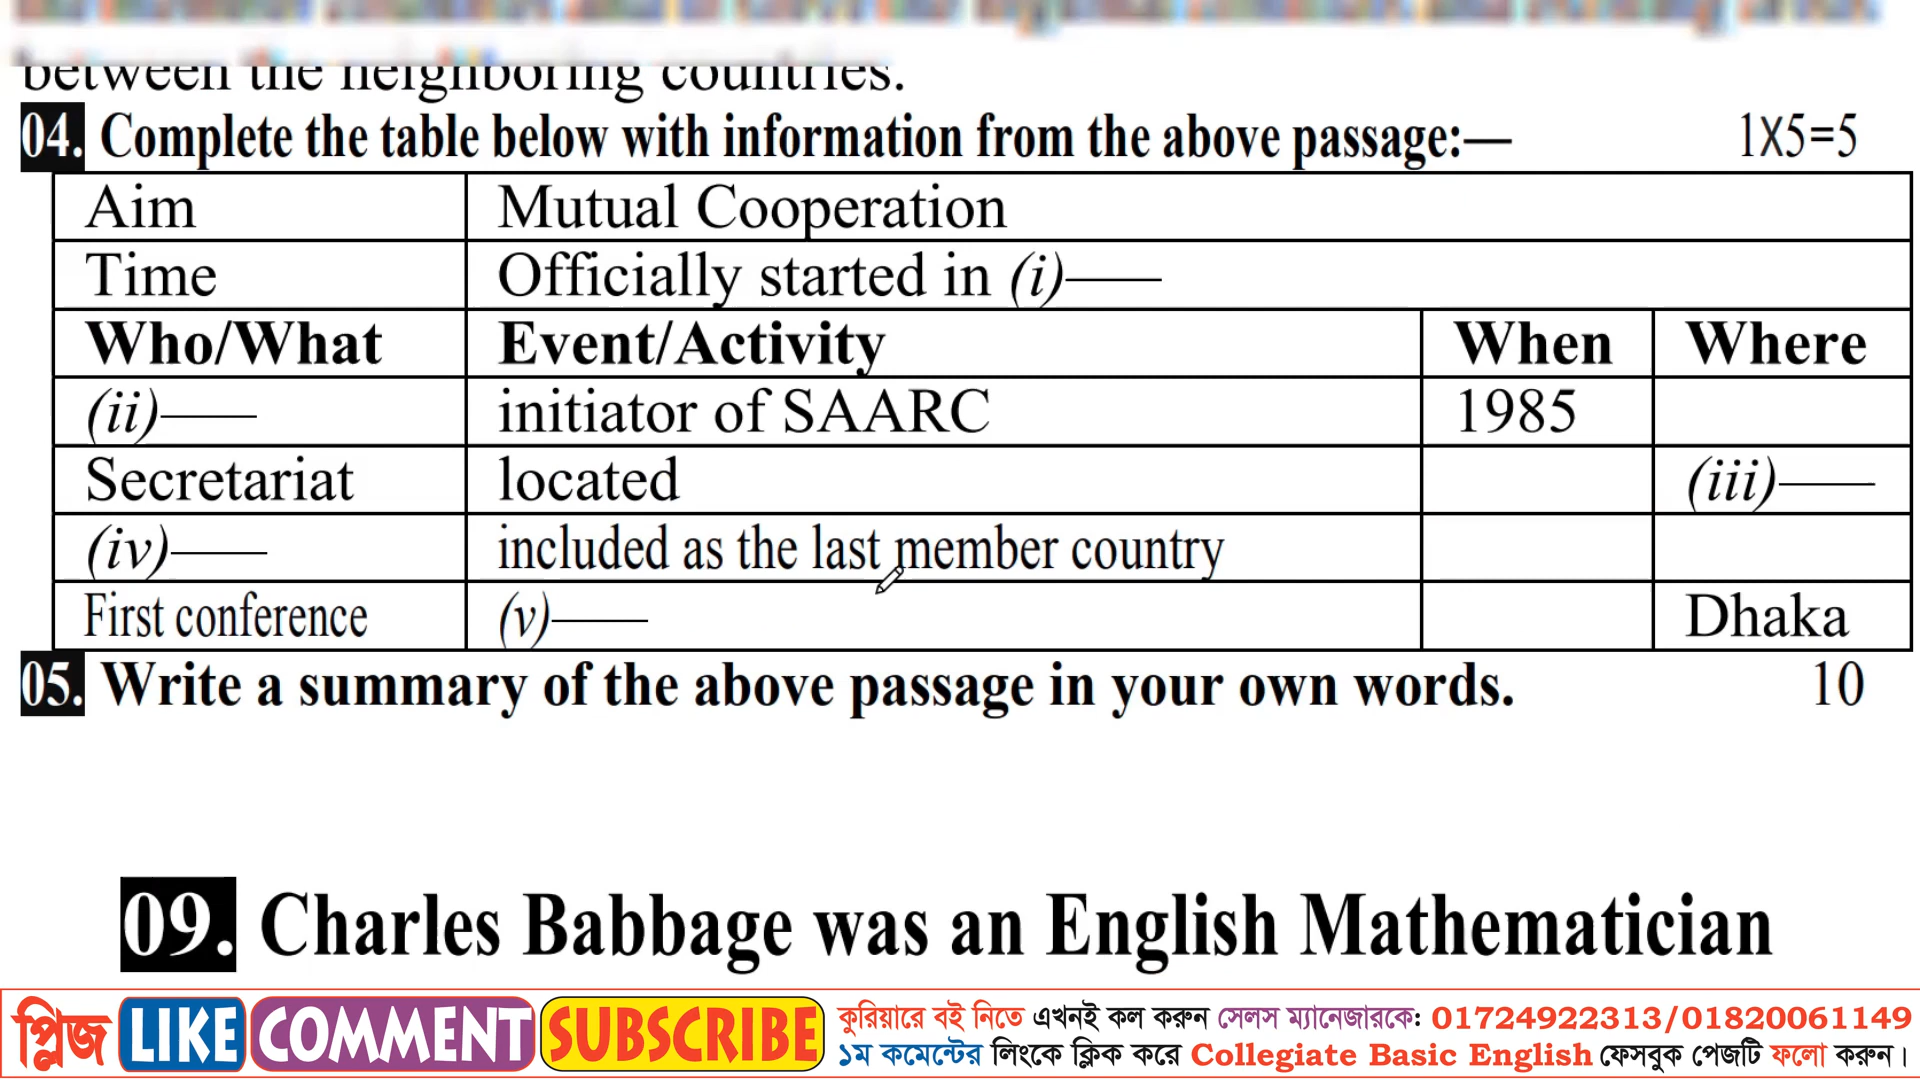 between the neighboring countries.
04. Complete the table below with information from the above passage:— 1X5=5
Aim Mutual Cooperation
Time Officially started in (i)——
Who/What Event/Activity When Where
(ii)—— initiator of SAARC 1985
Secretariat located (iii)——
(iv)—— included as the last member country
First conference (v)—— Dhaka
05. Write a summary of the above passage in your own words. 10
09. Charles Babbage was an English Mathematician
প্লিজ LIKE COMMENT SUBSCRIBE কুরিয়ারে বই নিতে এখনই কল করুন সেলস ম্যানেজারকে: 01724922313/01820061149
১ম কমেন্টের লিংকে ক্লিক করে Collegiate Basic English ফেসবুক পেজটি ফলো করুন।